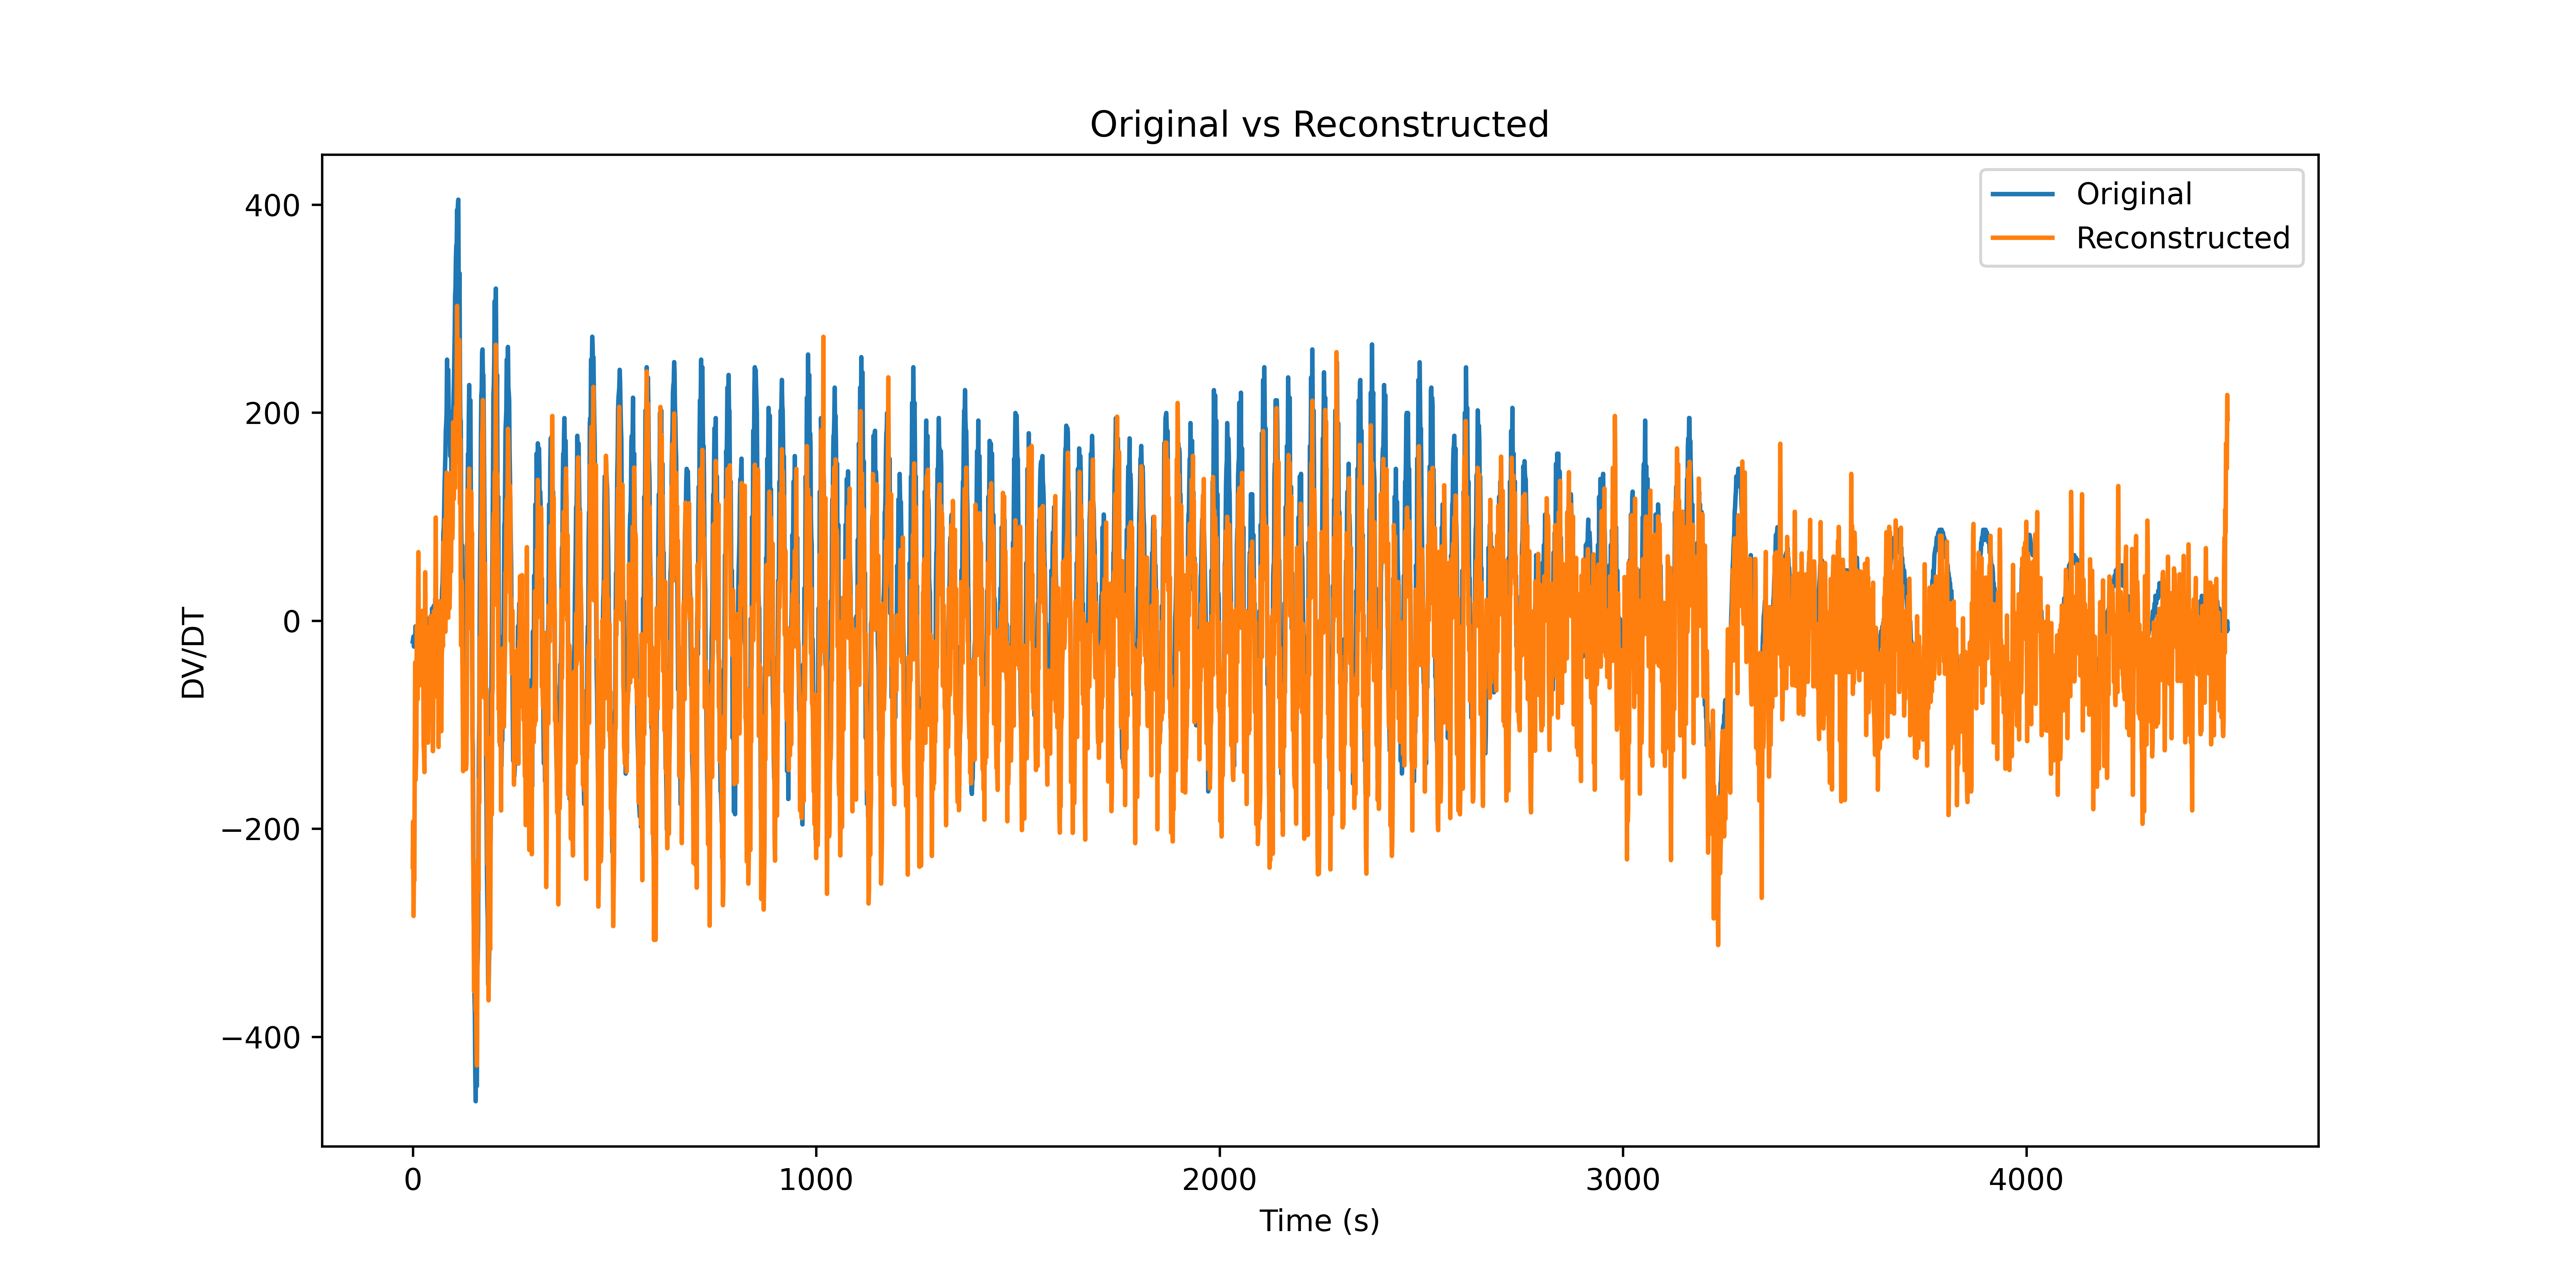 Original vs Reconstructed
Original
Reconstructed
400
200
0
−200
−400
DV/DT
0
1000
2000
3000
4000
Time (s)